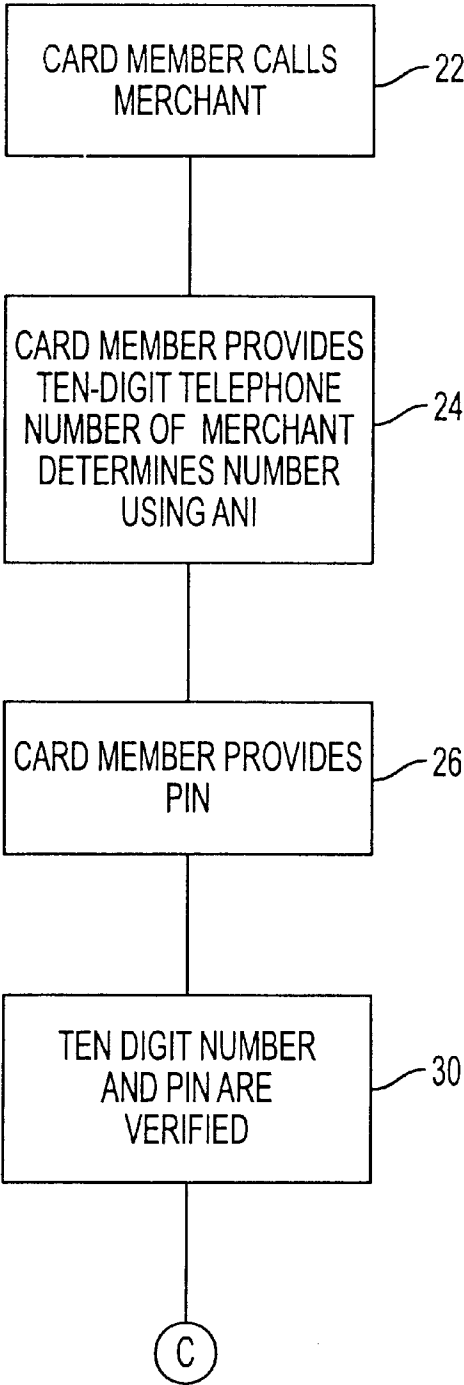 CARD MEMBER CALLS
MERCHANT
22
CARD MEMBER PROVIDES
TEN-DIGIT TELEPHONE
NUMBER OF MERCHANT
DETERMINES NUMBER
USING ANI
24
CARD MEMBER PROVIDES
PIN
26
TEN DIGIT NUMBER
AND PIN ARE
VERIFIED
30
C